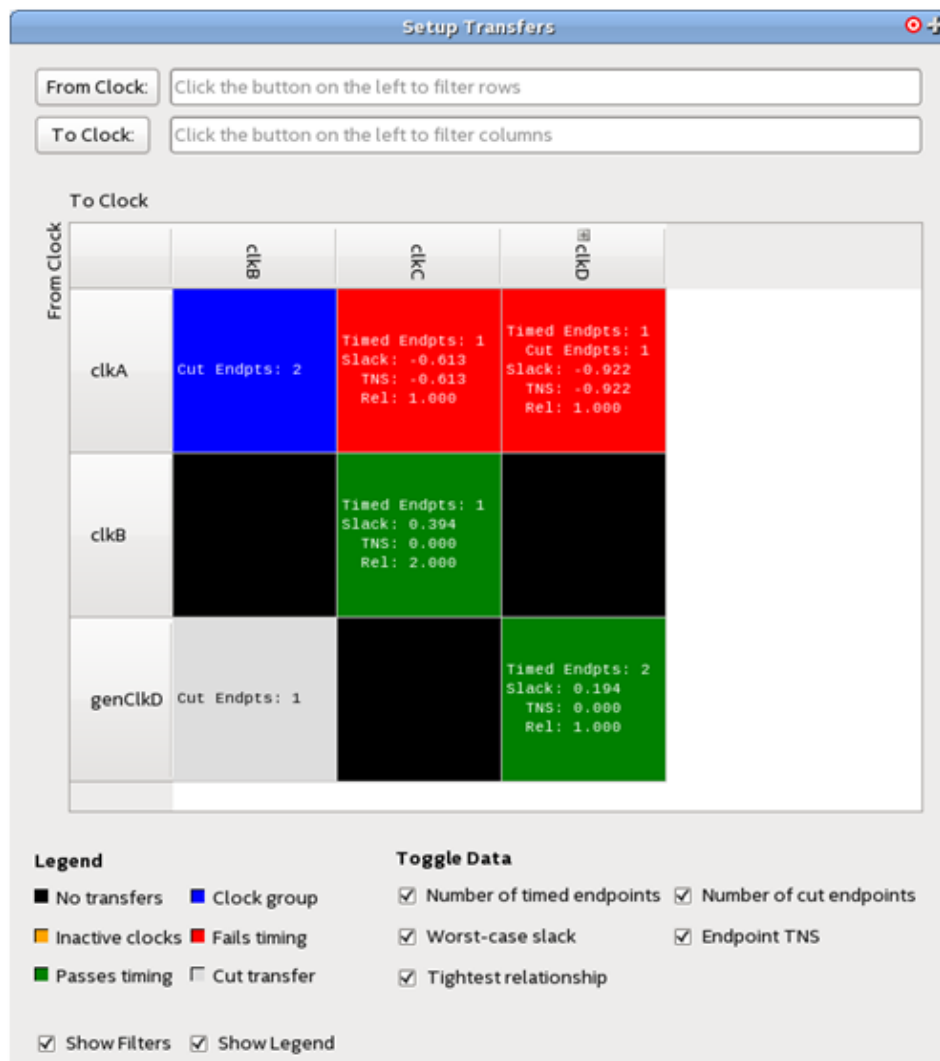 Setup Transfers
From Clock:
Click the button on the left to filter rows
To Clock:
Click the button on the left to filter columns
To Clock
From Clock
clkB
clkC
clkD
clkA
Cut Endpts: 2
Timed Endpts: 1
Slack: -0.613
TNS: -0.613
Rel: 1.000
Timed Endpts: 1
Cut Endpts: 1
Slack: -0.922
TNS: -0.922
Rel: 1.000
clkB
Timed Endpts: 1
Slack: 0.394
TNS: 0.000
Rel: 2.000
genClkD
Cut Endpts: 1
Timed Endpts: 2
Slack: 0.194
TNS: 0.000
Rel: 1.000
Legend
No transfers
Clock group
Inactive clocks
Fails timing
Passes timing
Cut transfer
Toggle Data
Number of timed endpoints
Number of cut endpoints
Worst-case slack
Endpoint TNS
Tightest relationship
Show Filters
Show Legend